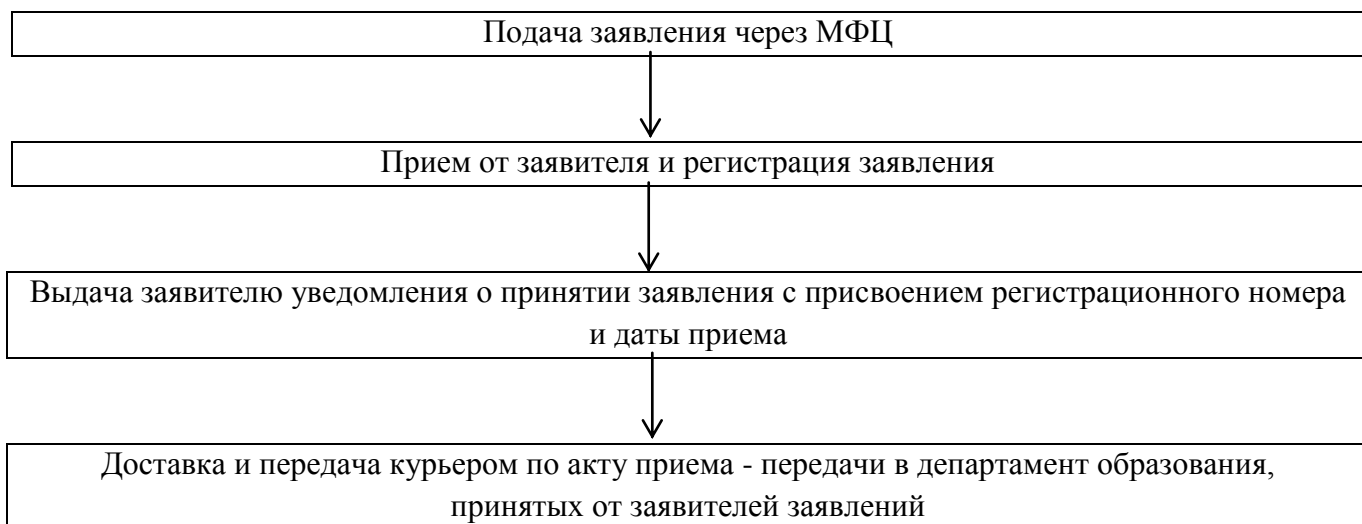 Подача заявления через МФЦ
Прием от заявителя и регистрация заявления
Выдача заявителю уведомления о принятии заявления с присвоением регистрационного номера
и даты приема
Доставка и передача курьером по акту приема - передачи в департамент образования,
принятых от заявителей заявлений